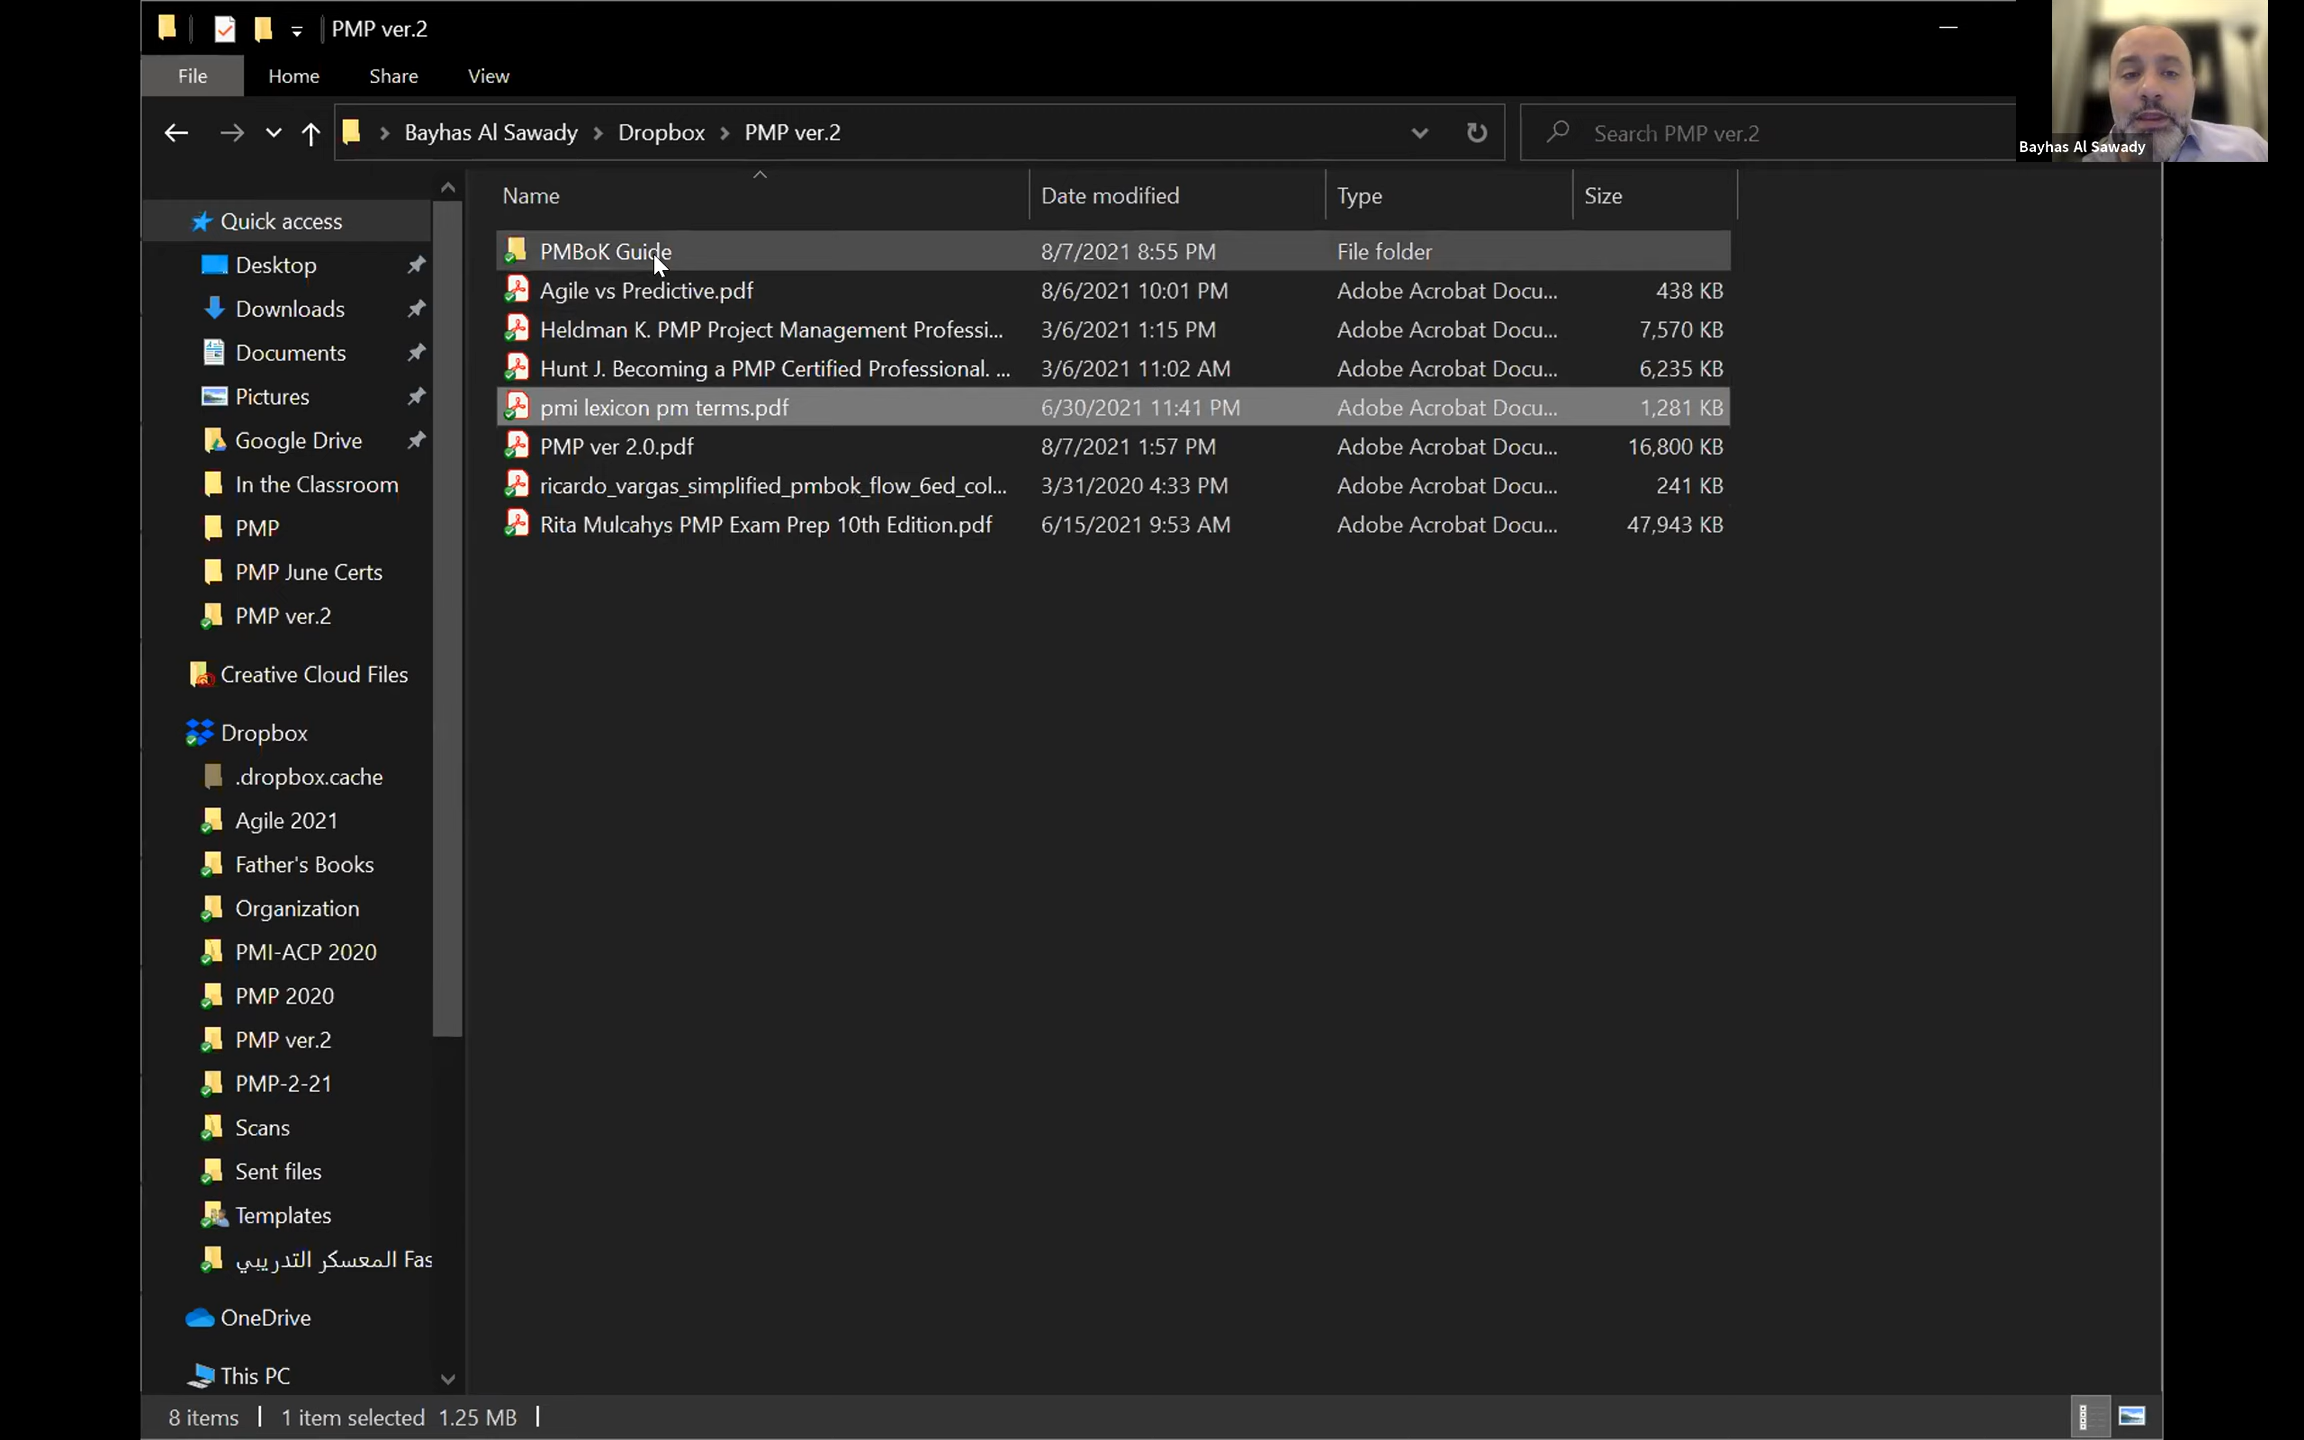 PMP ver.2
File Home Share View
Bayhas Al Sawady Dropbox PMP ver.2
Search PMP ver.2
Bayhas Al Sawady
Name Date modified Type Size
PMBoK Guide 8/7/2021 8:55 PM File folder
Agile vs Predictive.pdf 8/6/2021 10:01 PM Adobe Acrobat Docu... 438 KB
Heldman K. PMP Project Management Professi... 3/6/2021 1:15 PM Adobe Acrobat Docu... 7,570 KB
Hunt J. Becoming a PMP Certified Professional. ... 3/6/2021 11:02 AM Adobe Acrobat Docu... 6,235 KB
pmi lexicon pm terms.pdf 6/30/2021 11:41 PM Adobe Acrobat Docu... 1,281 KB
PMP ver 2.0.pdf 8/7/2021 1:57 PM Adobe Acrobat Docu... 16,800 KB
ricardo_vargas_simplified_pmbok_flow_6ed_col... 3/31/2020 4:33 PM Adobe Acrobat Docu... 241 KB
Rita Mulcahys PMP Exam Prep 10th Edition.pdf 6/15/2021 9:53 AM Adobe Acrobat Docu... 47,943 KB
Quick access
Desktop
Downloads
Documents
Pictures
Google Drive
In the Classroom
PMP
PMP June Certs
PMP ver.2
Creative Cloud Files
Dropbox
.dropbox.cache
Agile 2021
Father's Books
Organization
PMI-ACP 2020
PMP 2020
PMP ver.2
PMP-2-21
Scans
Sent files
Templates
المعسكر التدريبي Fas
OneDrive
This PC
8 items 1 item selected 1.25 MB